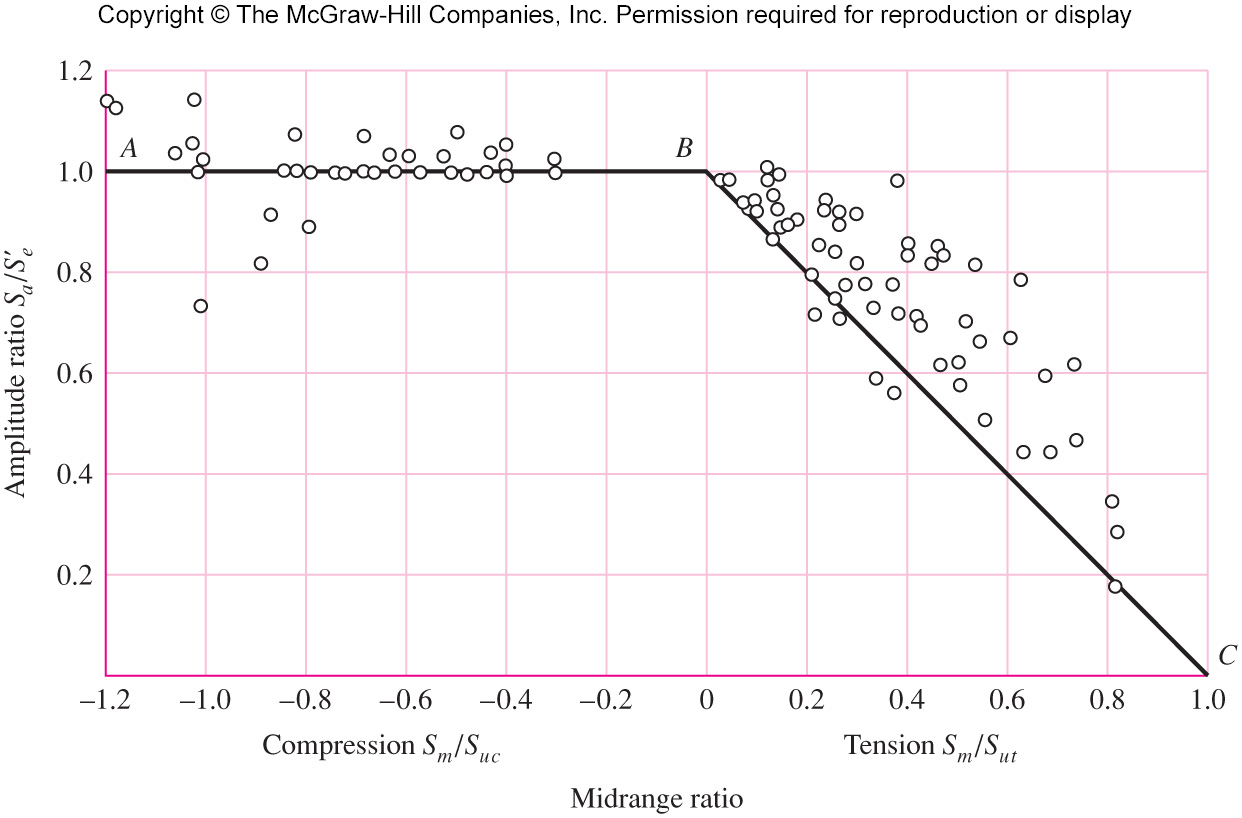 Copyright © The McGraw-Hill Companies, Inc. Permission required for reproduction or display
1.2
A
B
1.0
0.8
0.6
0.4
0.2
C
Amplitude ratio Sa/S′e
–1.2 –1.0 –0.8 –0.6 –0.4 –0.2 0 0.2 0.4 0.6 0.8 1.0
Compression Sm/Suc
Tension Sm/Sut
Midrange ratio